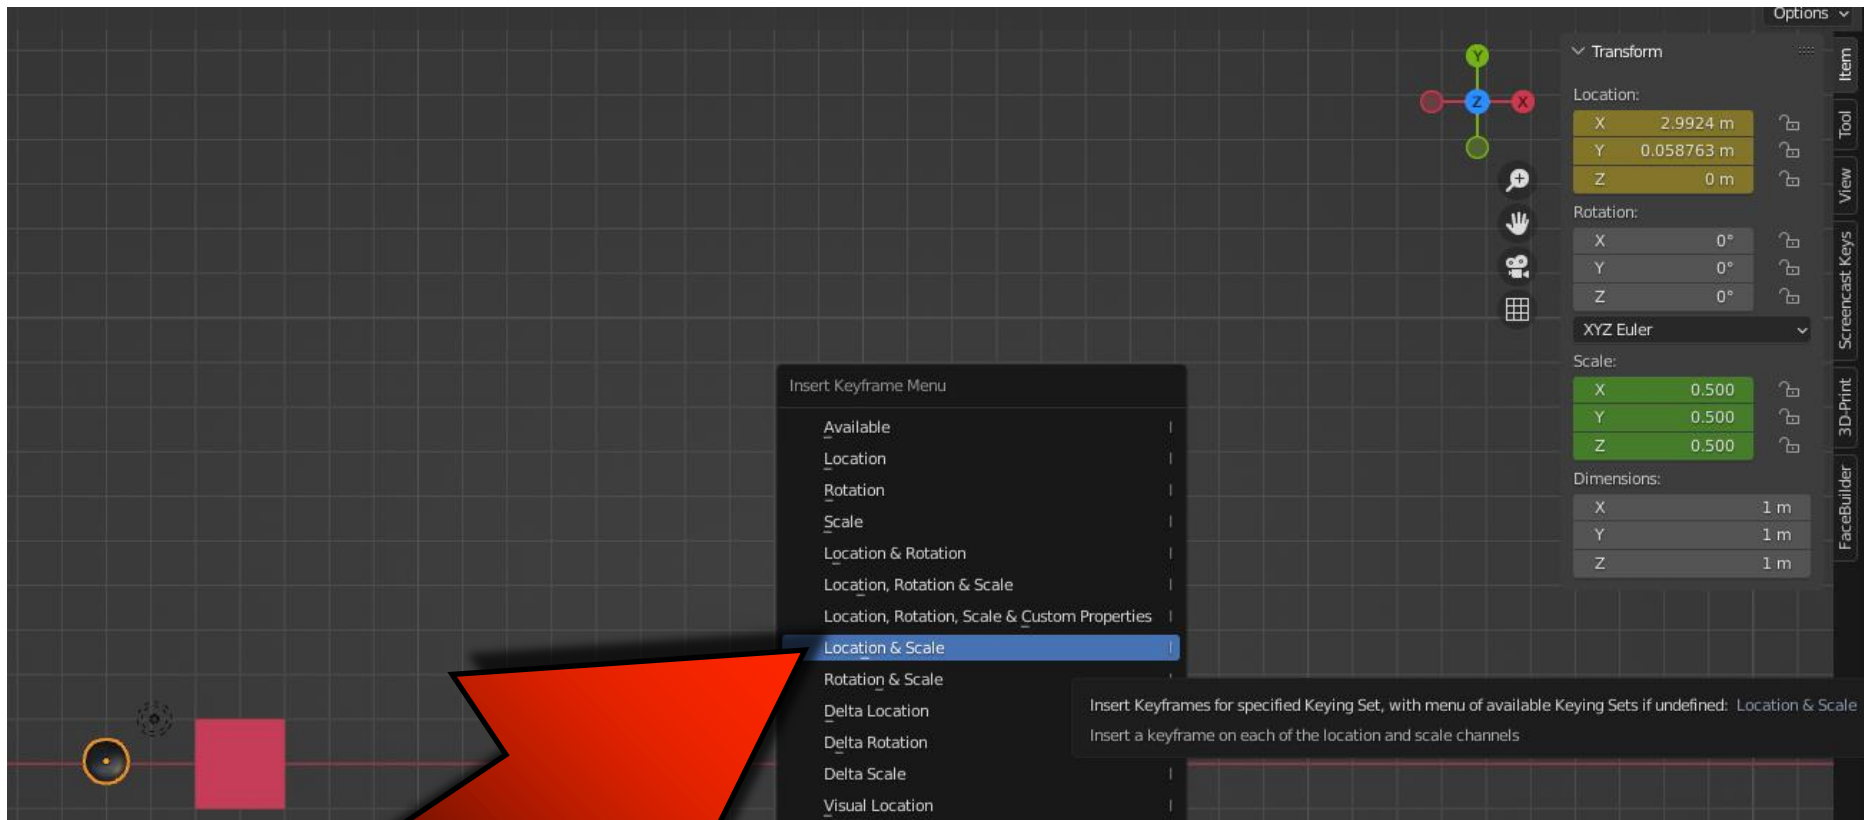 Options
Y
Z
X
Transform
Location:
X 2.9924 m
Y 0.058763 m
Z 0 m
Rotation:
X 0°
Y 0°
Z 0°
XYZ Euler
Scale:
X 0.500
Y 0.500
Z 0.500
Dimensions:
X 1 m
Y 1 m
Z 1 m
Item
Tool
View
Screencast Keys
3D-Print
FaceBuilder
Insert Keyframe Menu
Available
Location
Rotation
Scale
Location & Rotation
Location, Rotation & Scale
Location, Rotation, Scale & Custom Properties
Location & Scale
Rotation & Scale
Delta Location
Delta Rotation
Delta Scale
Visual Location
Insert Keyframes for specified Keying Set, with menu of available Keying Sets if undefined: Location & Scale
Insert a keyframe on each of the location and scale channels